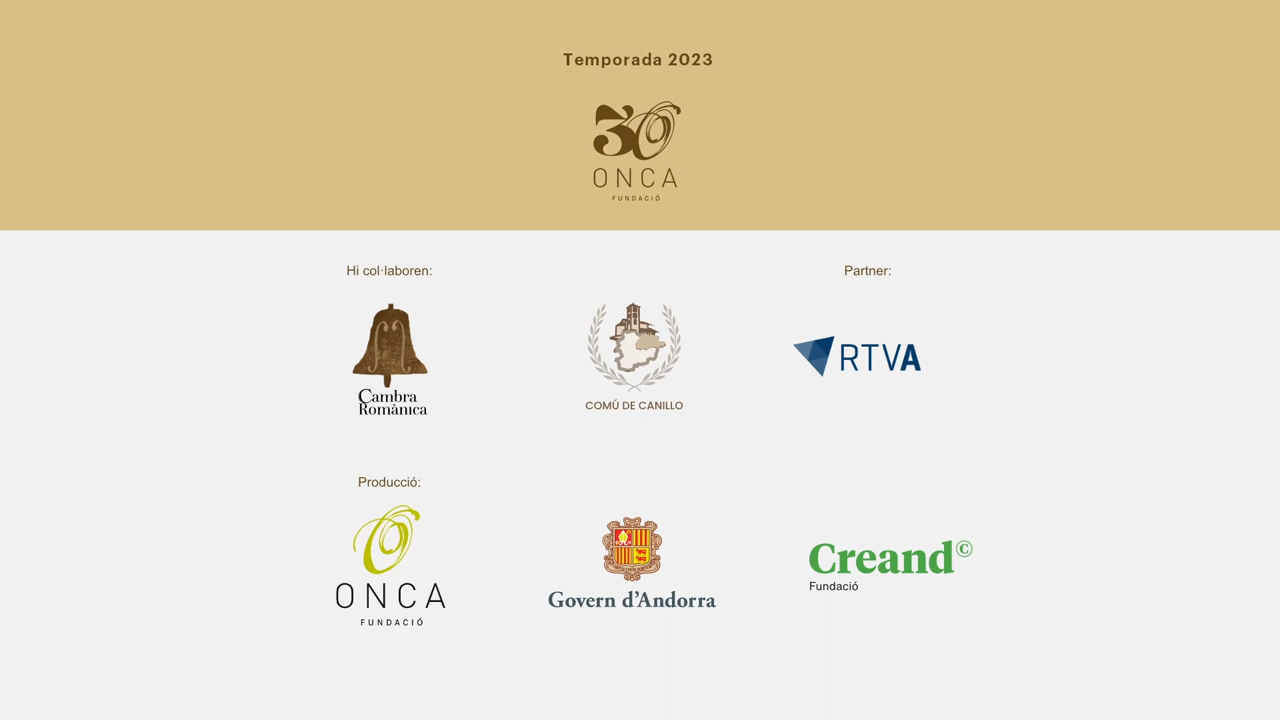 Temporada 2023
30
ONCA
FUNDACIÓ
Hi col·laboren:
Partner:
Cambra
Romànica
COMÚ DE CANILLO
RTVA
Producció:
ONCA
FUNDACIÓ
Govern d'Andorra
Creand©
Fundació